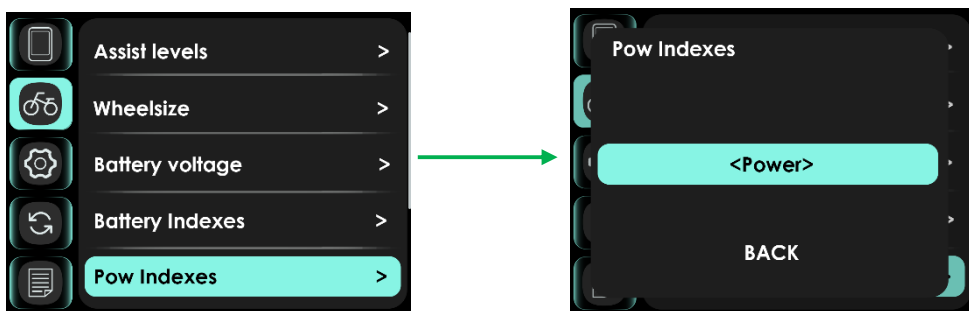 Assist levels >
Wheelsize >
Battery voltage >
Battery Indexes >
Pow Indexes >
Pow Indexes
<Power>
BACK